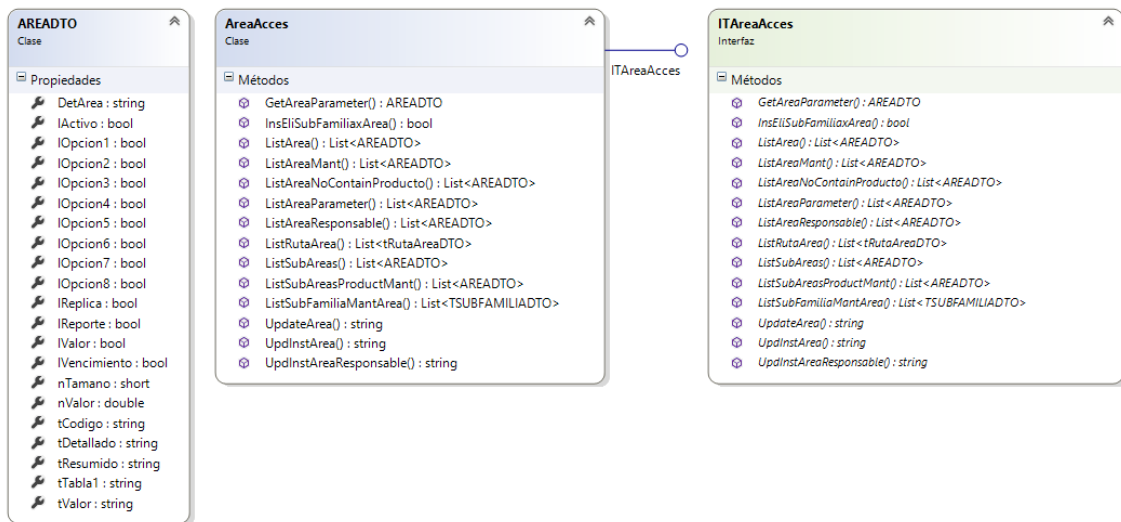 AREADTO
Clase
Propiedades
DetArea : string
lActivo : bool
lOpcion1 : bool
lOpcion2 : bool
lOpcion3 : bool
lOpcion4 : bool
lOpcion5 : bool
lOpcion6 : bool
lOpcion7 : bool
lOpcion8 : bool
lReplica : bool
lReporte : bool
lValor : bool
lVencimiento : bool
nTamano : short
nValor : double
tCodigo : string
tDetallado : string
tResumido : string
tTabla1 : string
tValor : string
AreaAcces
Clase
Métodos
GetAreaParameter() : AREADTO
InsEliSubFamiliaxArea() : bool
ListArea() : List<AREADTO>
ListAreaMant() : List<AREADTO>
ListAreaNoContainProducto() : List<AREADTO>
ListAreaParameter() : List<AREADTO>
ListAreaResponsable() : List<AREADTO>
ListRutaArea() : List<tRutaAreaDTO>
ListSubAreas() : List<AREADTO>
ListSubAreasProductMant() : List<AREADTO>
ListSubFamiliaMantArea() : List<TSUBFAMILIADTO>
UpdateArea() : string
UpdInstArea() : string
UpdInstAreaResponsable() : string
ITAreaAcces
ITAreaAcces
Interfaz
Métodos
GetAreaParameter() : AREADTO
InsEliSubFamiliaxArea() : bool
ListArea() : List<AREADTO>
ListAreaMant() : List<AREADTO>
ListAreaNoContainProducto() : List<AREADTO>
ListAreaParameter() : List<AREADTO>
ListAreaResponsable() : List<AREADTO>
ListRutaArea() : List<tRutaAreaDTO>
ListSubAreas() : List<AREADTO>
ListSubAreasProductMant() : List<AREADTO>
ListSubFamiliaMantArea() : List<TSUBFAMILIADTO>
UpdateArea() : string
UpdInstArea() : string
UpdInstAreaResponsable() : string